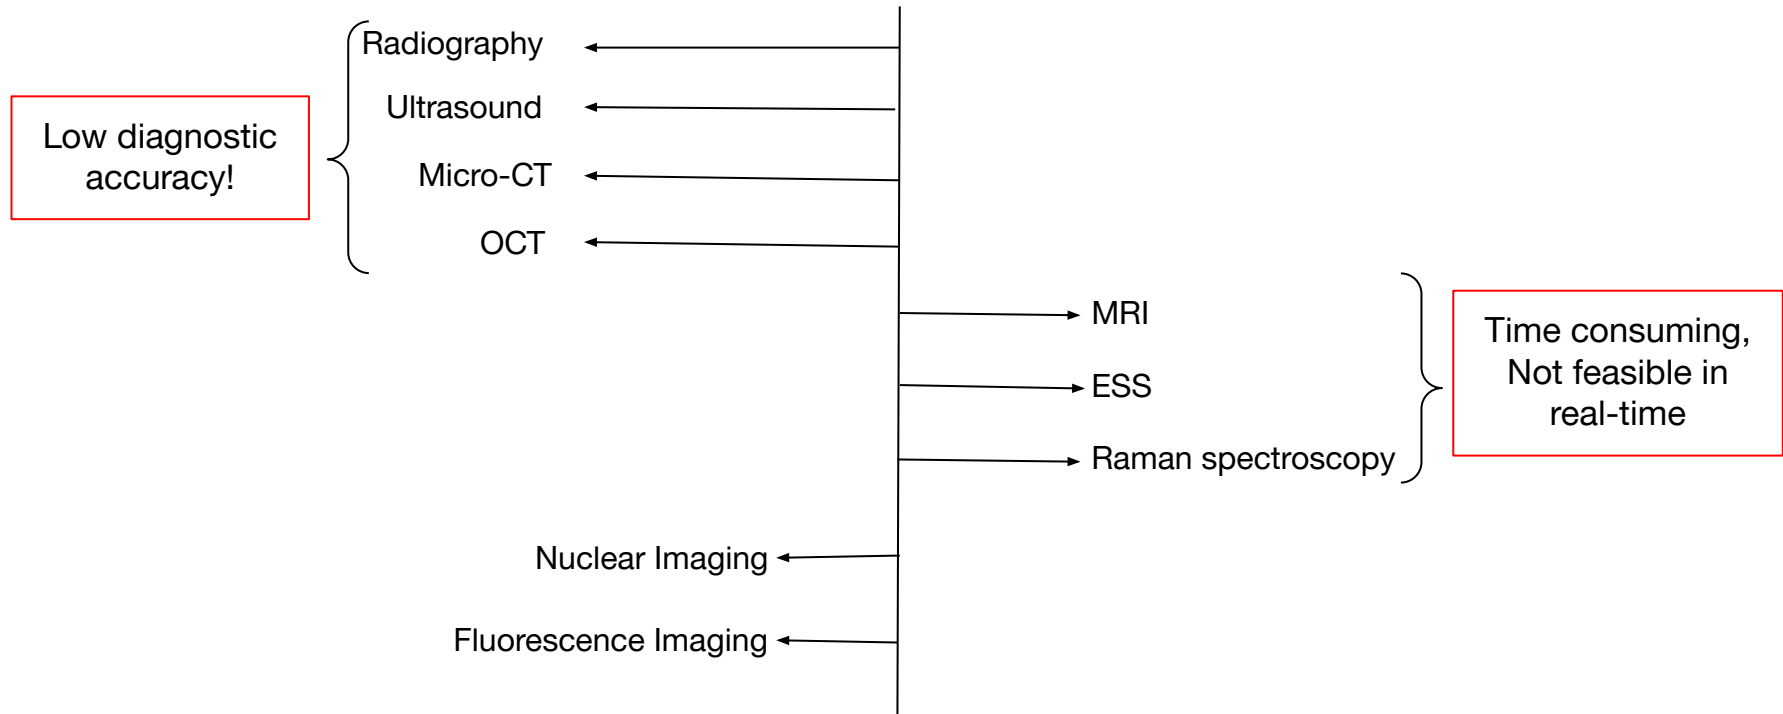 Radiography
Ultrasound
Micro-CT
OCT
Low diagnostic
accuracy!
MRI
ESS
Raman spectroscopy
Time consuming,
Not feasible in
real-time
Nuclear Imaging
Fluorescence Imaging